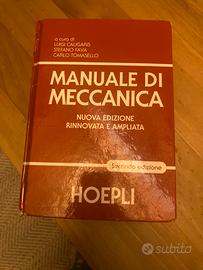 a cura di
LUIGI CALIGARIS
STEFANO FAVA
CARLO TOMASELLO
MANUALE DI
MECCANICA
NUOVA EDIZIONE
RINNOVATA E AMPLIATA
Seconda edizione
HOEPLI
subito